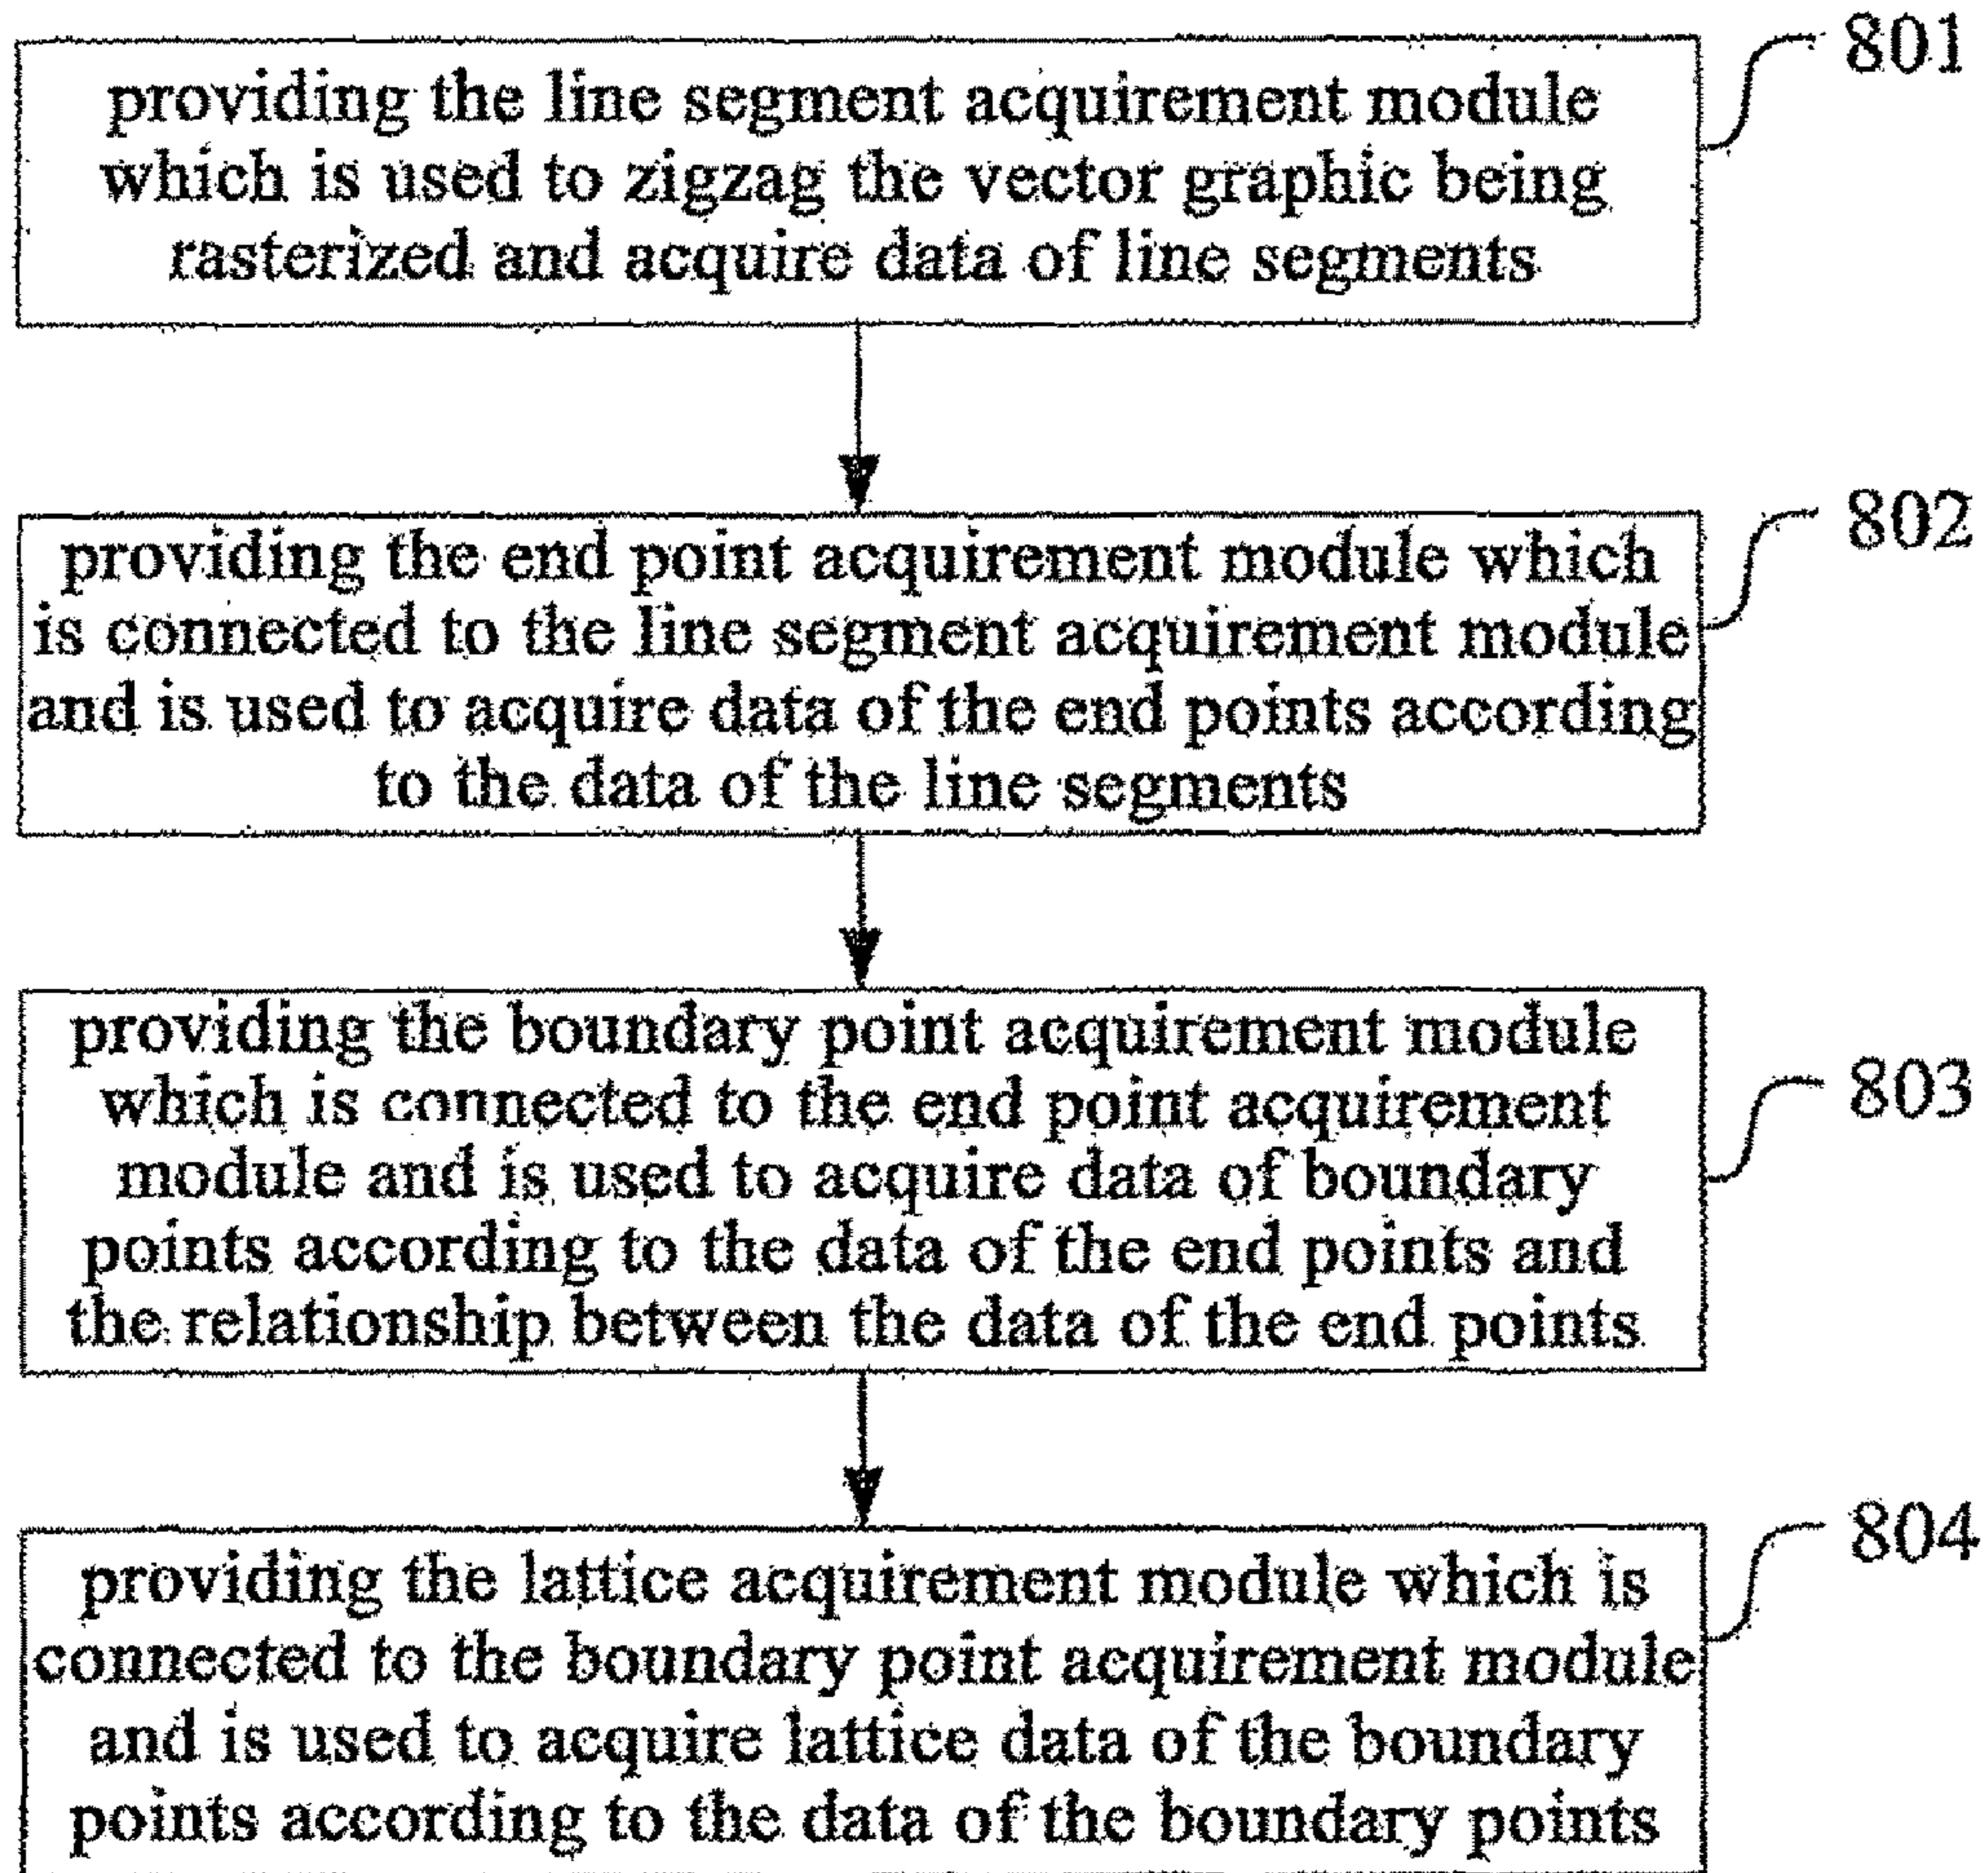 801
providing the line segment acquirement module
which is used to zigzag the vector graphic being
rasterized and acquire data of line segments
802
providing the end point acquirement module which
is connected to the line segment acquirement module
and is used to acquire data of the end points according
to the data of the line segments
803
providing the boundary point acquirement module
which is connected to the end point acquirement
module and is used to acquire data of boundary
points according to the data of the end points and
the relationship between the data of the end points
804
providing the lattice acquirement module which is
connected to the boundary point acquirement module
and is used to acquire lattice data of the boundary
points according to the data of the boundary points